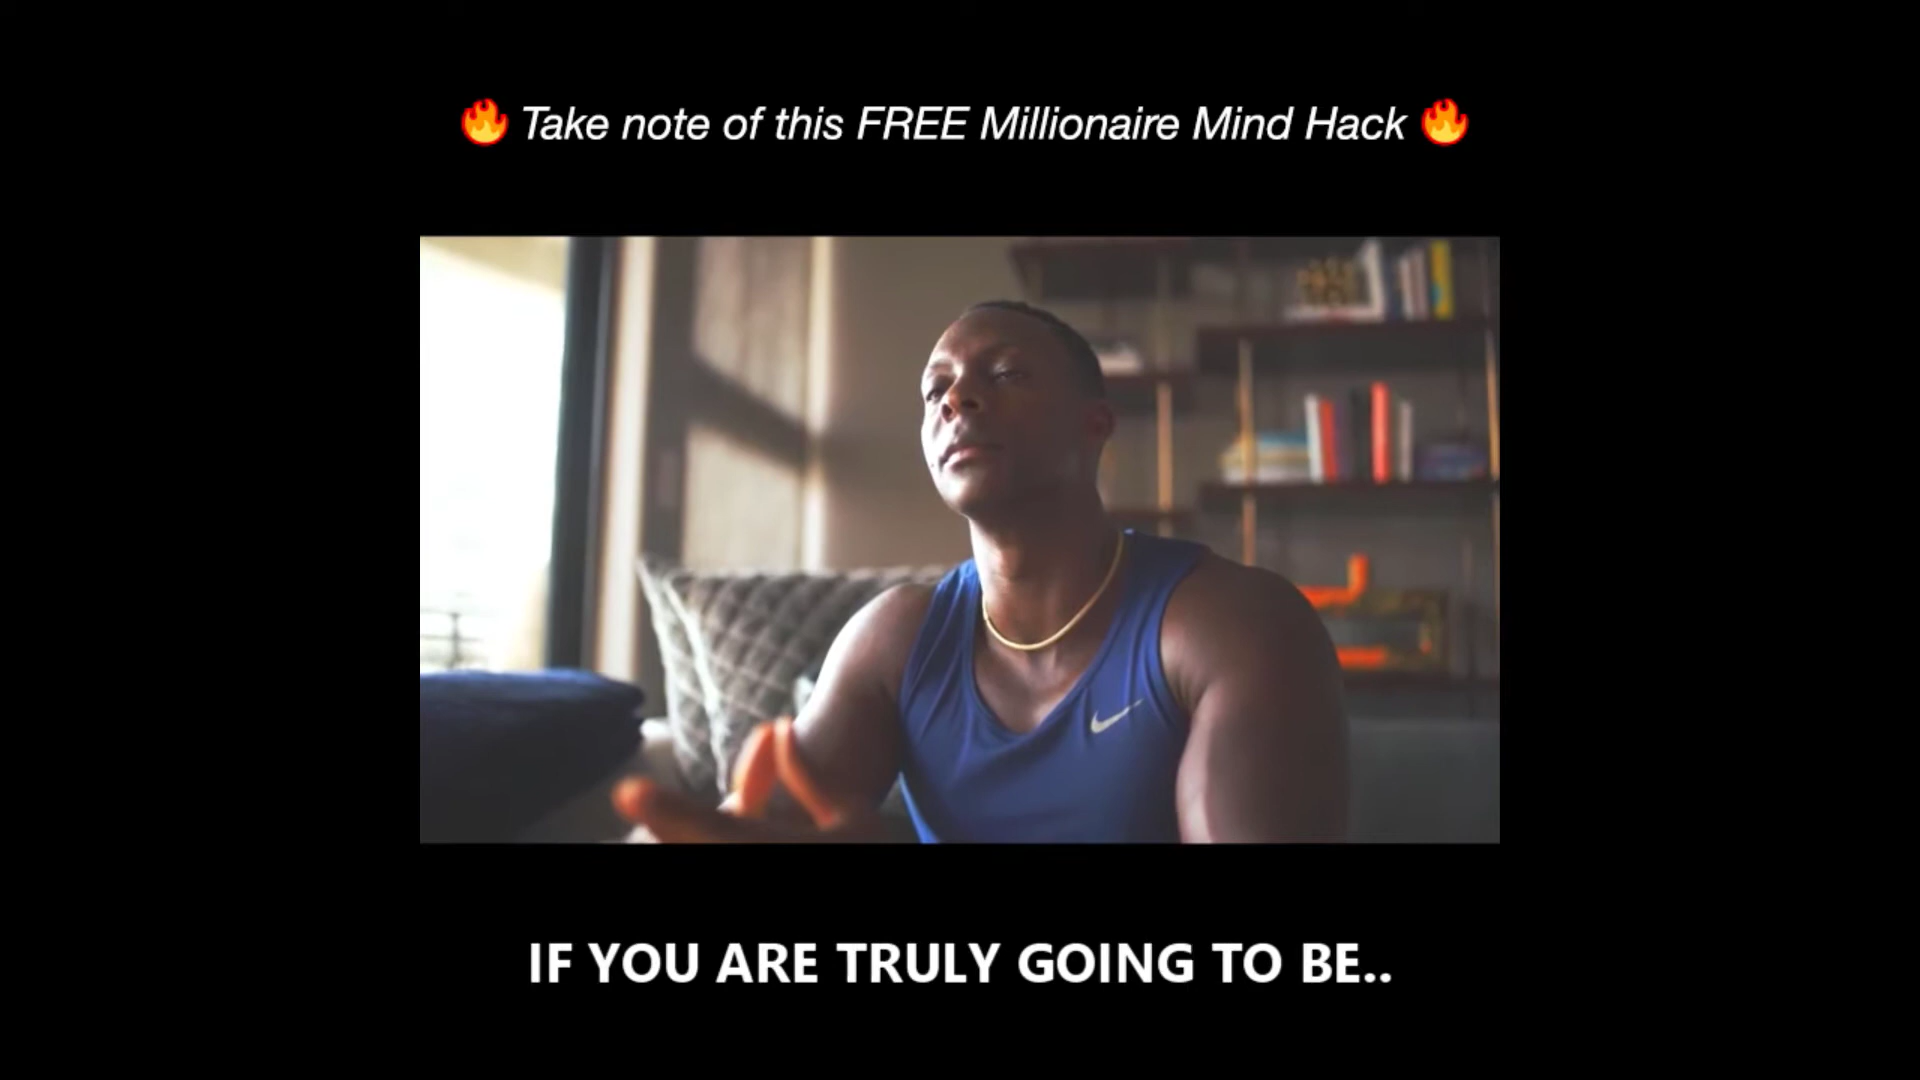 🔥 Take note of this FREE Millionaire Mind Hack 🔥
IF YOU ARE TRULY GOING TO BE..